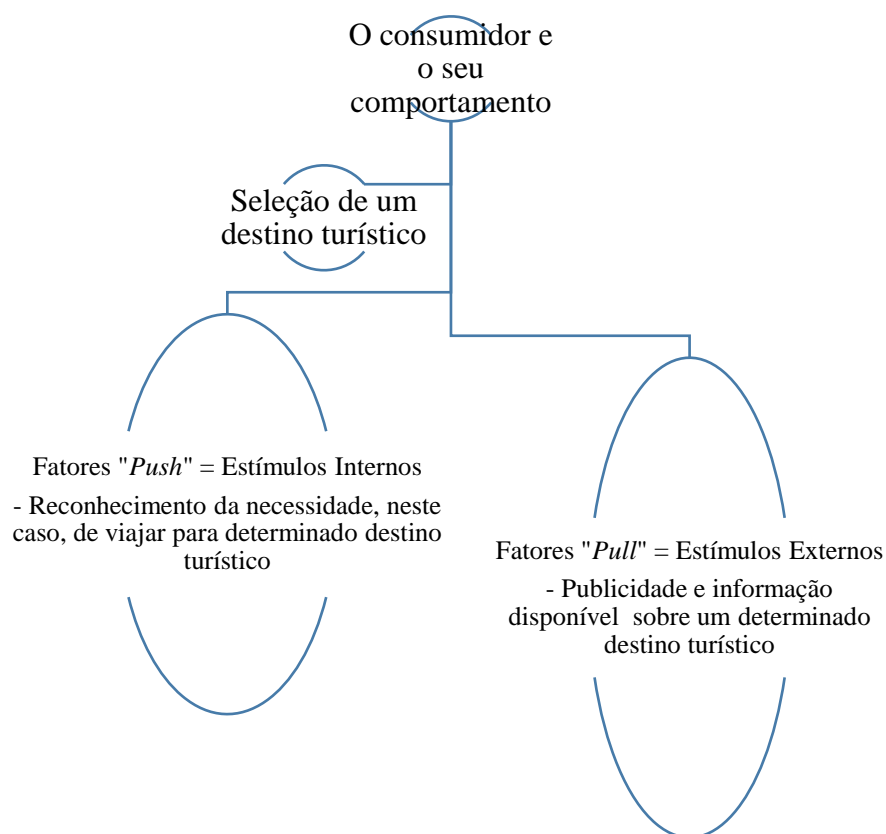 O consumidor e
o seu
comportamento
Seleção de um
destino turístico
Fatores "Push" = Estímulos Internos
- Reconhecimento da necessidade, neste
caso, de viajar para determinado destino
turístico
Fatores "Pull" = Estímulos Externos
- Publicidade e informação
disponível sobre um determinado
destino turístico